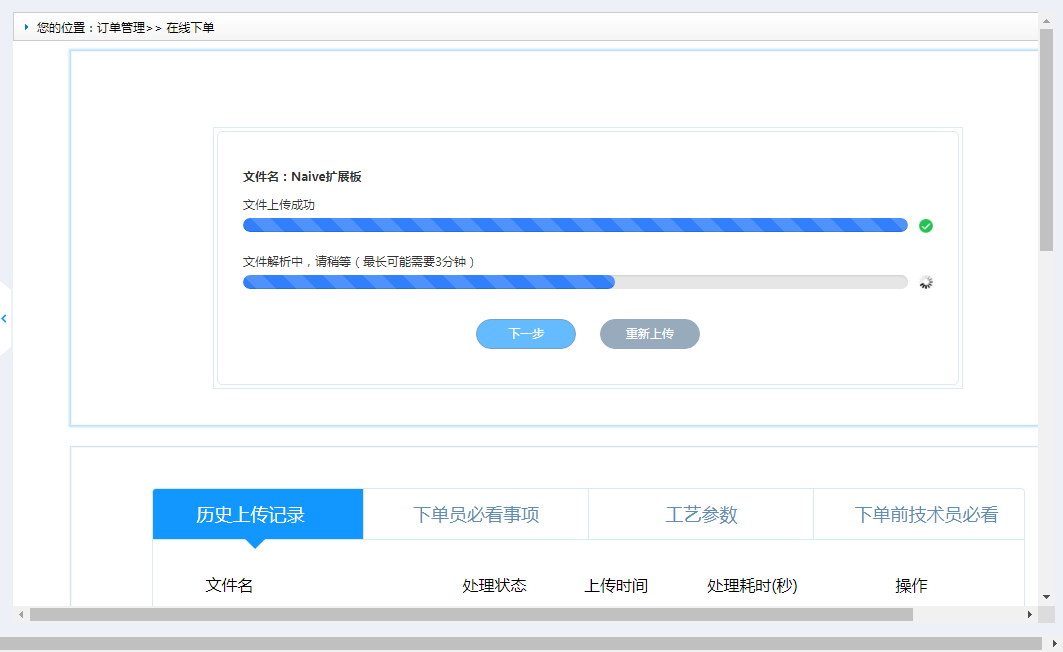 您的位置：订单管理>> 在线下单
文件名：Naive扩展板
文件上传成功
文件解析中，请稍等（最长可能需要3分钟）
下一步 重新上传
历史上传记录 下单员必看事项 工艺参数 下单前技术员必看
文件名 处理状态 上传时间 处理耗时(秒) 操作